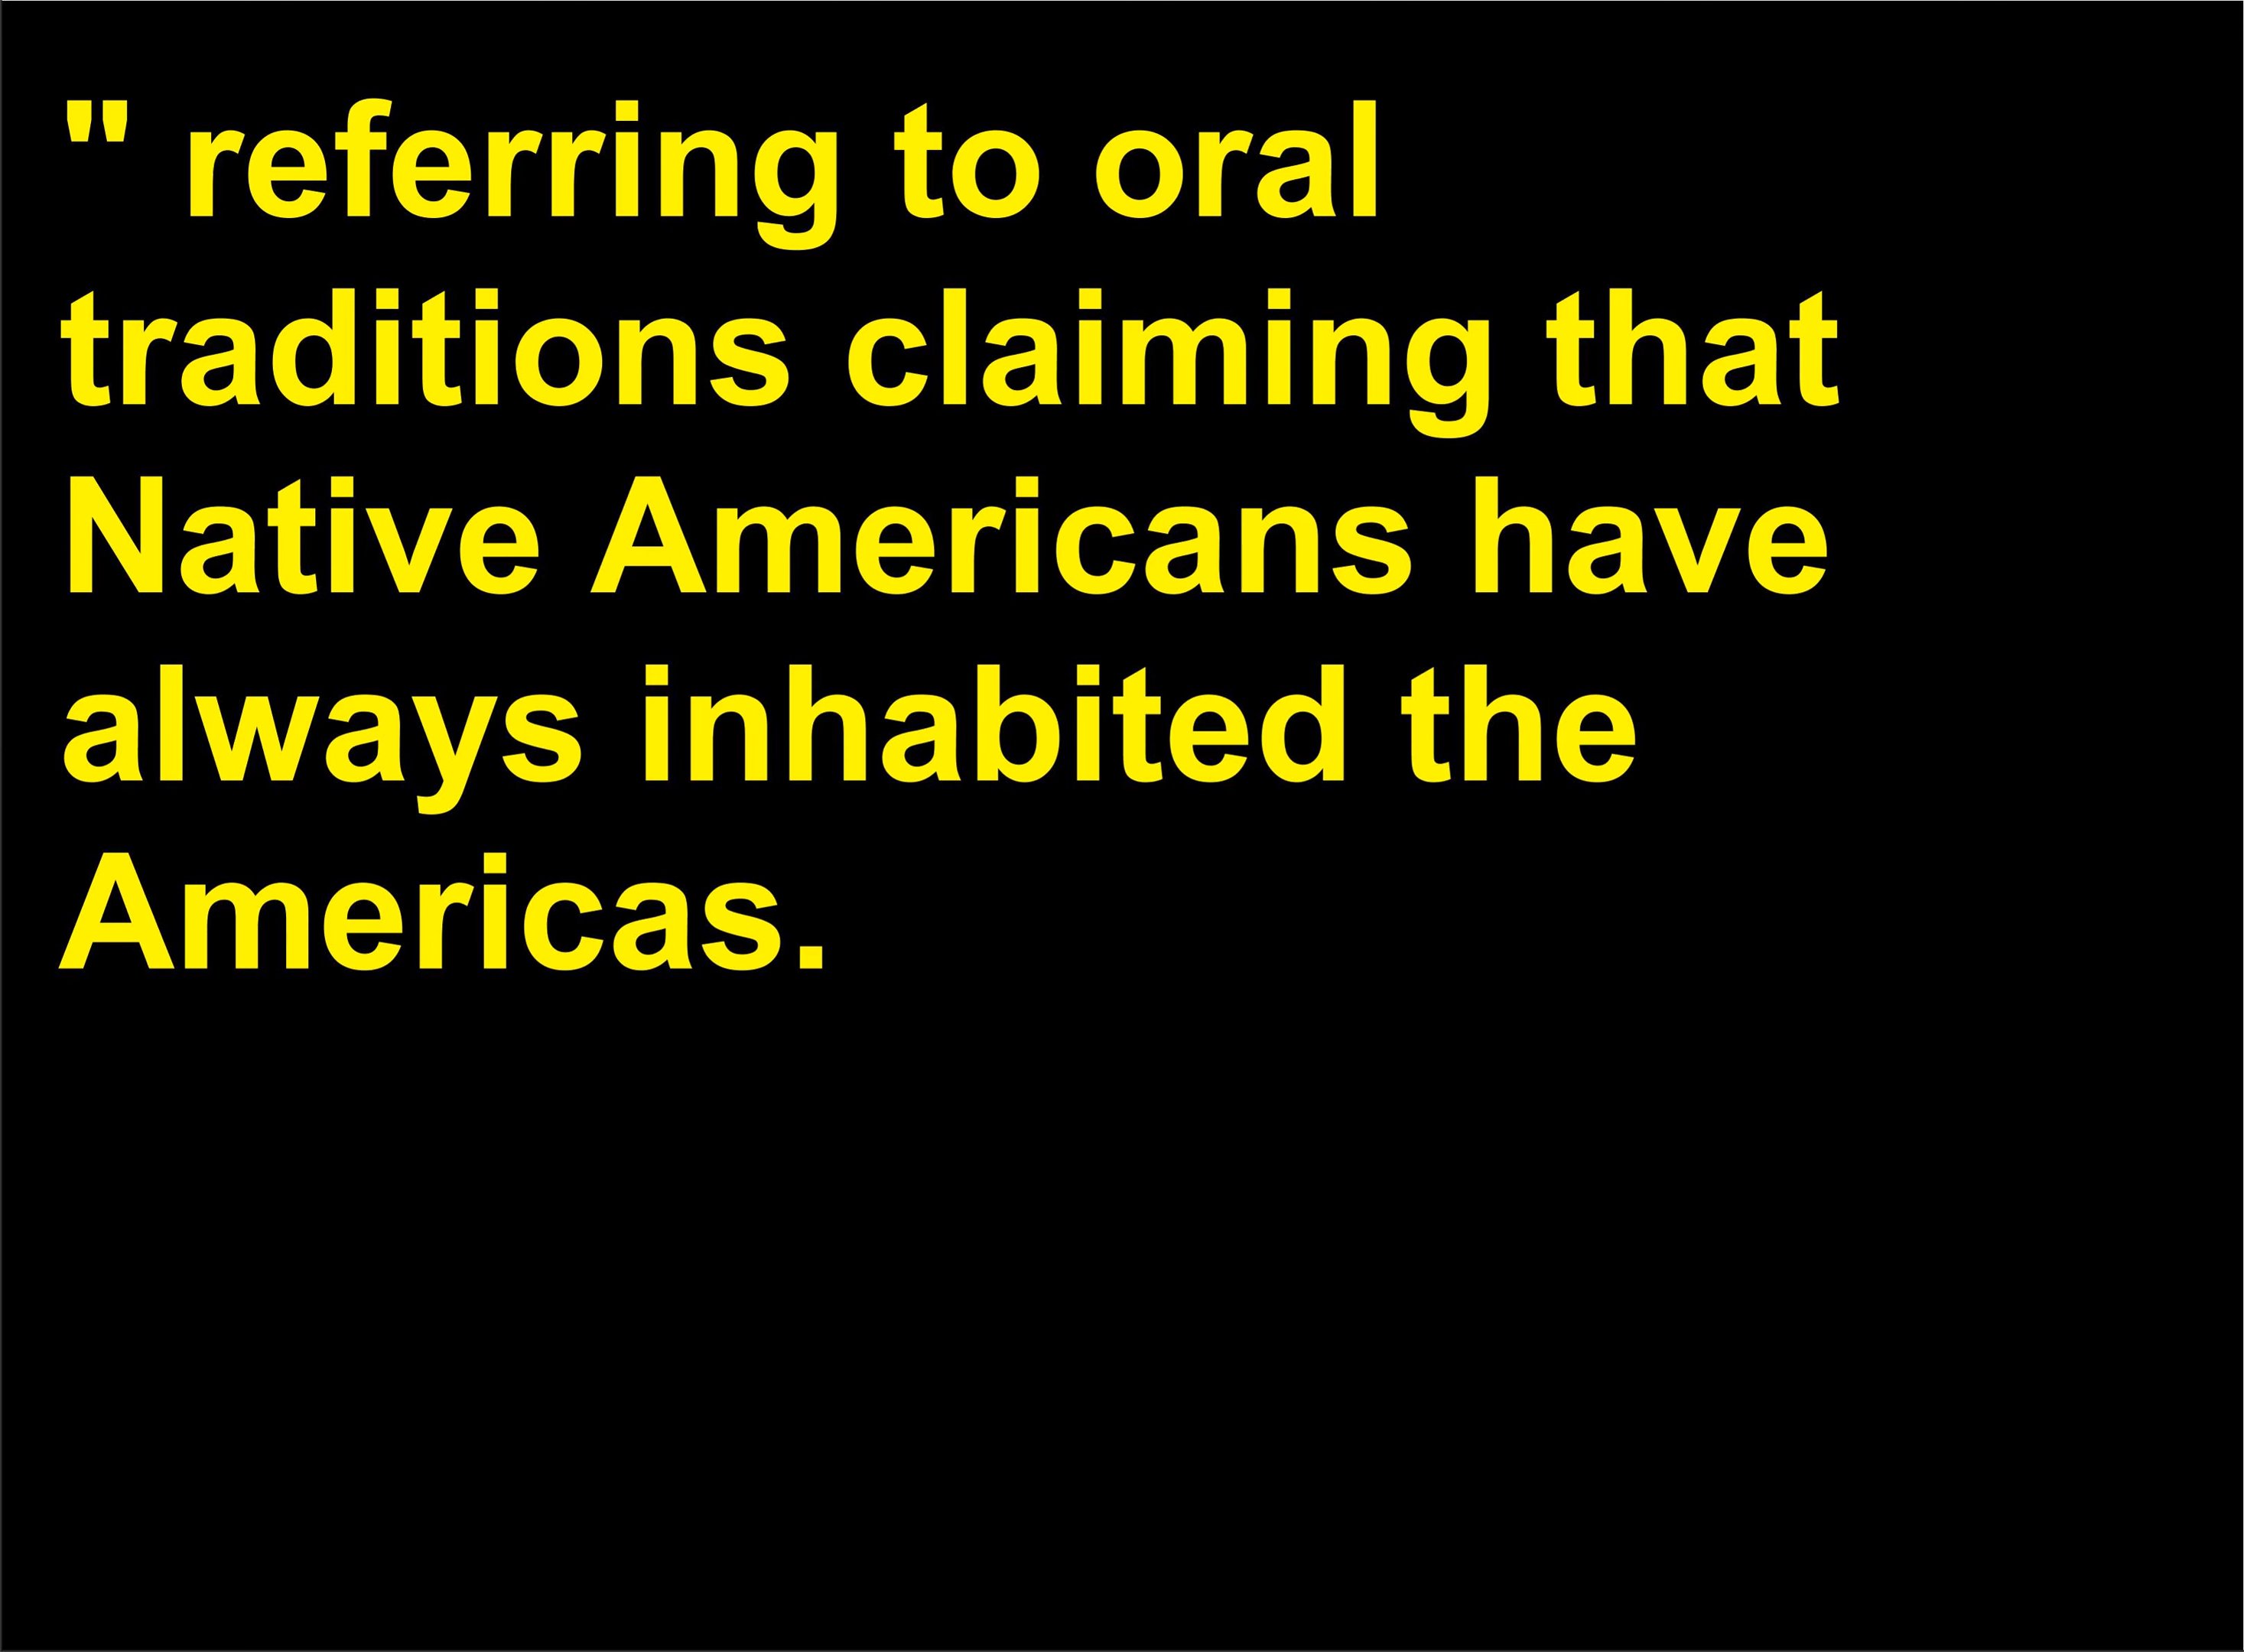 " referring to oral
traditions claiming that
Native Americans have
always inhabited the
Americas.